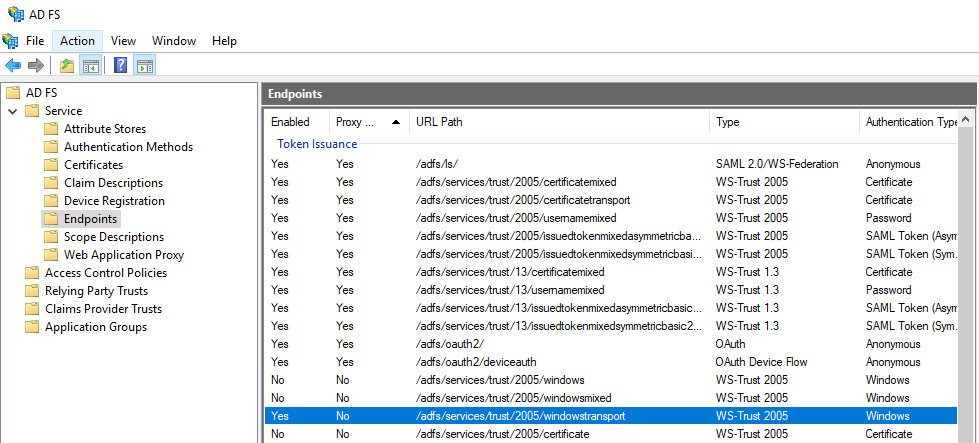 AD FS
File Action View Window Help
AD FS
Service
Attribute Stores
Authentication Methods
Certificates
Claim Descriptions
Device Registration
Endpoints
Scope Descriptions
Web Application Proxy
Access Control Policies
Relying Party Trusts
Claims Provider Trusts
Application Groups
Endpoints
Enabled Proxy ... URL Path Type Authentication Type
Token Issuance
Yes Yes /adfs/ls/ SAML 2.0/WS-Federation Anonymous
Yes Yes /adfs/services/trust/2005/certificatemixed WS-Trust 2005 Certificate
Yes Yes /adfs/services/trust/2005/certificatetransport WS-Trust 2005 Certificate
Yes Yes /adfs/services/trust/2005/usernamemixed WS-Trust 2005 Password
Yes Yes /adfs/services/trust/2005/issuedtokenmixedasymmetricba... WS-Trust 2005 SAML Token (Asym
Yes Yes /adfs/services/trust/2005/issuedtokenmixedsymmetricbasi... WS-Trust 2005 SAML Token (Sym.
Yes Yes /adfs/services/trust/13/certificatemixed WS-Trust 1.3 Certificate
Yes Yes /adfs/services/trust/13/usernamemixed WS-Trust 1.3 Password
Yes Yes /adfs/services/trust/13/issuedtokenmixedasymmetricbasic... WS-Trust 1.3 SAML Token (Asym
Yes Yes /adfs/services/trust/13/issuedtokenmixedsymmetricbasic2... WS-Trust 1.3 SAML Token (Sym.
Yes Yes /adfs/oauth2/ OAuth Anonymous
Yes Yes /adfs/oauth2/deviceauth OAuth Device Flow Anonymous
No No /adfs/services/trust/2005/windows WS-Trust 2005 Windows
No No /adfs/services/trust/2005/windowsmixed WS-Trust 2005 Windows
Yes No /adfs/services/trust/2005/windowstransport WS-Trust 2005 Windows
No No /adfs/services/trust/2005/certificate WS-Trust 2005 Certificate